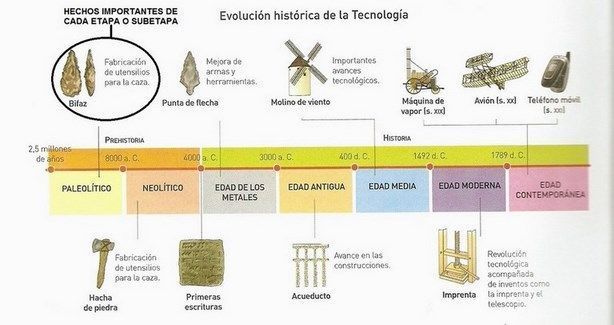 HECHOS IMPORTANTES DE
CADA ETAPA O SUBETAPA
Evolución histórica de la Tecnología
Fabricación
de utensilios
para la caza.
Bifaz
Mejora de
armas y
herramientas.
Punta de flecha
Importantes
avances
tecnológicos.
Molino de viento
Máquina de
vapor (s. XIX)
Avión (s. XX)
Teléfono móvil
(s. XXI)
PREHISTORIA
HISTORIA
2,5 millones
de años
8000 a. C.
4000 a. C.
3000 a. C.
400 d. C.
1492 d. C.
1789 d. C.
PALEOLÍTICO
NEOLÍTICO
EDAD DE LOS
METALES
EDAD ANTIGUA
EDAD MEDIA
EDAD MODERNA
EDAD
CONTEMPORÁNEA
Fabricación
de utensilios
para la caza.
Hacha
de piedra
Primeras
escrituras
Avance en las
construcciones.
Acueducto
Imprenta
Revolución
tecnológica
acompañada
de inventos como
la imprenta y el
telescopio.